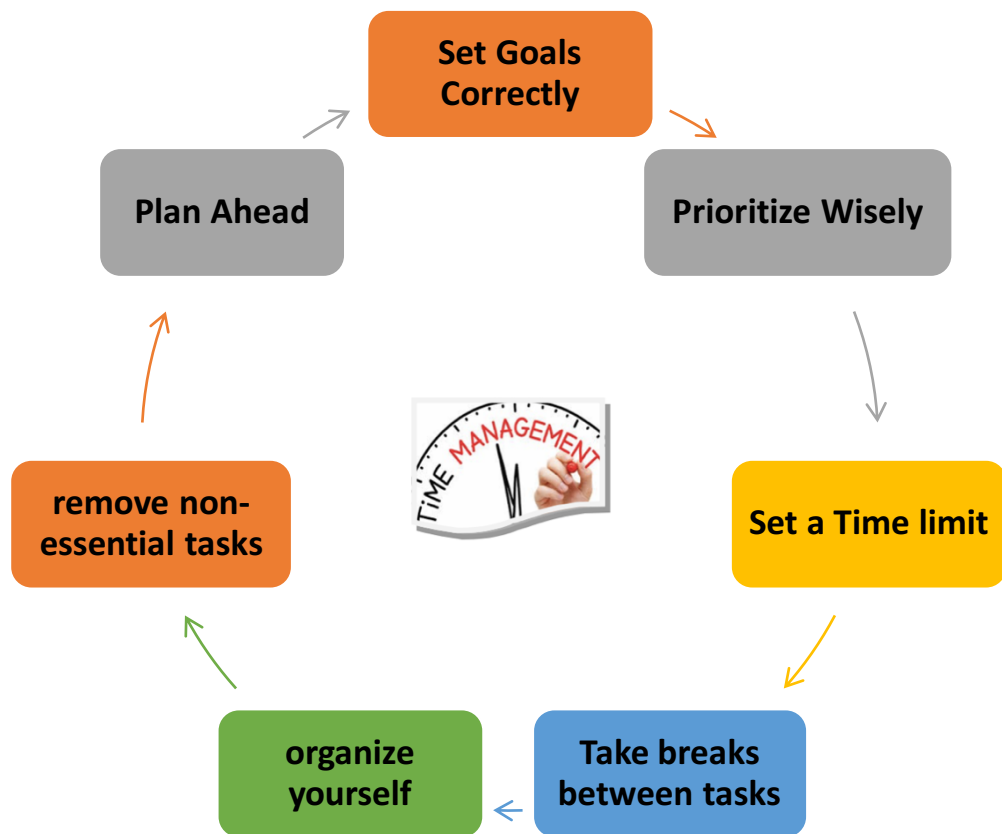 Set Goals
Correctly
Prioritize Wisely
Set a Time limit
Take breaks
between tasks
organize
yourself
remove non-
essential tasks
Plan Ahead
TiME MANAGEMENT